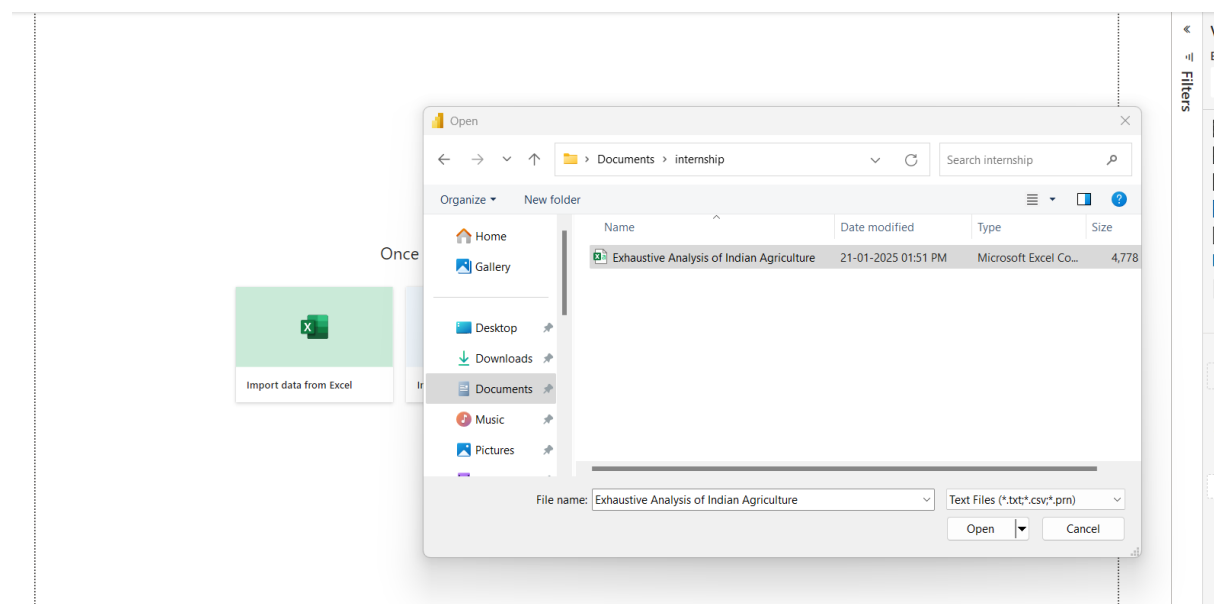 Filters
Open
Documents > internship
Search internship
Organize
New folder
Name
Date modified
Type
Size
Home
Exhaustive Analysis of Indian Agriculture
21-01-2025 01:51 PM
Microsoft Excel Co...
4,778
Once
Gallery
Desktop
Downloads
Import data from Excel
Documents
Music
Pictures
File name:
Exhaustive Analysis of Indian Agriculture
Text Files (*.txt;*.csv;*.prn)
Open
Cancel